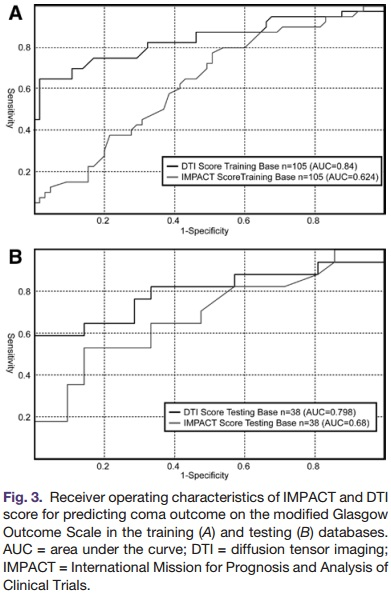 A
0.8
0.6
0.4
0.2
Sensitivity
DTI Score Training Base n=105 (AUC=0.84)
IMPACT ScoreTraining Base n=105 (AUC=0.624)
0.2 0.4 0.6 0.8
1-Specificity
B
0.8
0.6
0.4
0.2
Sensitivity
DTI Score Testing Base n=38 (AUC=0.798)
IMPACT Score Testing Base n=38 (AUC=0.68)
0.2 0.4 0.6 0.8
1-Specificity
Fig. 3. Receiver operating characteristics of IMPACT and DTI
score for predicting coma outcome on the modified Glasgow
Outcome Scale in the training (A) and testing (B) databases.
AUC = area under the curve; DTI = diffusion tensor imaging;
IMPACT = International Mission for Prognosis and Analysis of
Clinical Trials.